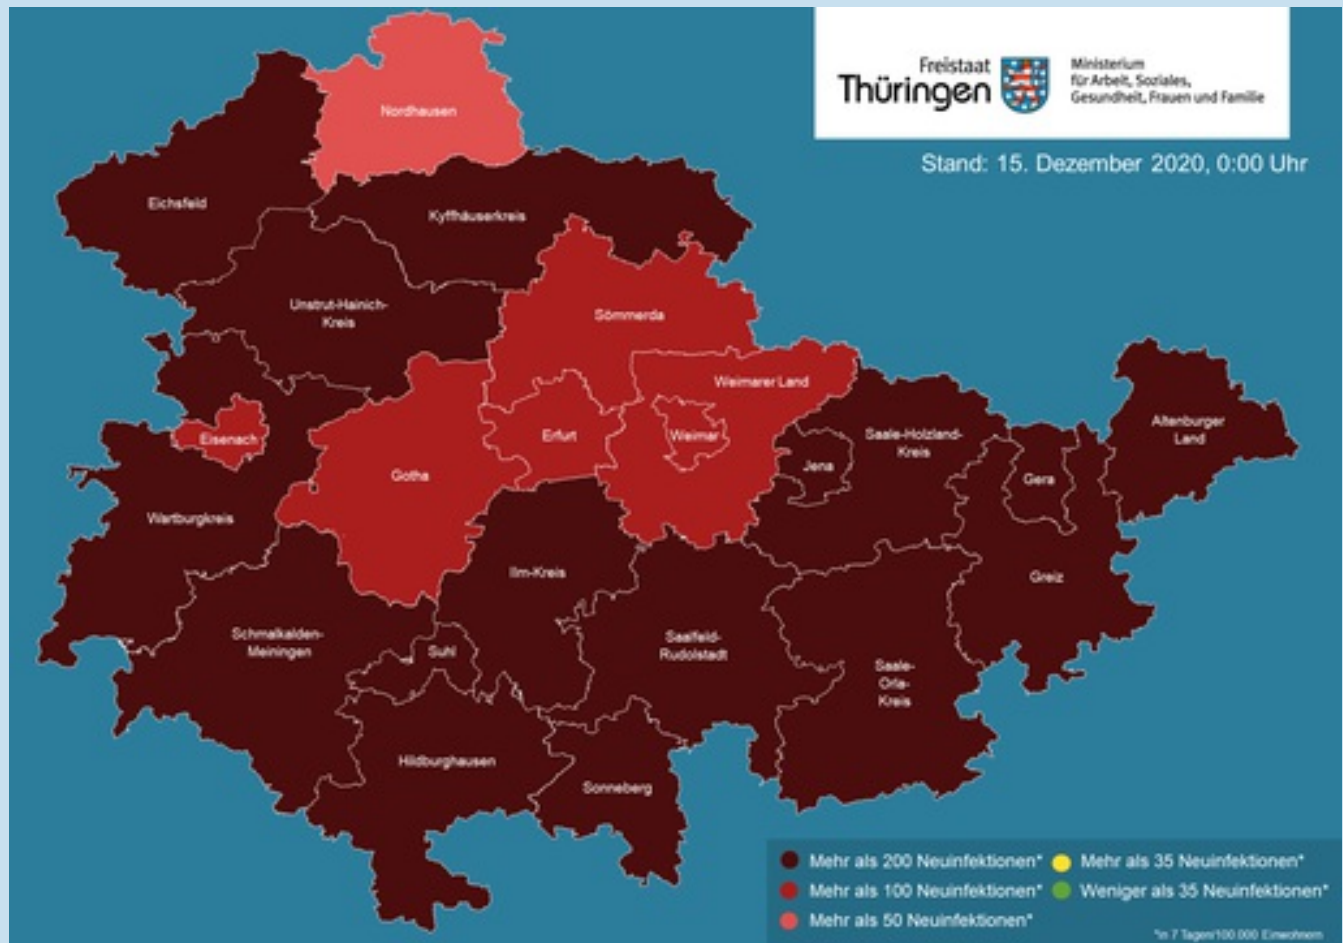 Freistaat
Thüringen
Ministerium
für Arbeit, Soziales,
Gesundheit, Frauen und Familie
Stand: 15. Dezember 2020, 0:00 Uhr
Nordhausen
Eichsfeld
Kyffhäuserkreis
Unstrut-Hainich-
Kreis
Sömmerda
Weimarer Land
Eisenach
Erfurt
Weimar
Gotha
Jena
Saale-Holzland-
Kreis
Gera
Altenburger
Land
Wartburgkreis
Ilm-Kreis
Greiz
Schmalkalden-
Meiningen
Suhl
Saalfeld-
Rudolstadt
Saale-
Orla-
Kreis
Hildburghausen
Sonneberg
Mehr als 200 Neuinfektionen*
Mehr als 100 Neuinfektionen*
Mehr als 50 Neuinfektionen*
Mehr als 35 Neuinfektionen*
Weniger als 35 Neuinfektionen*
*in 7 Tagen/100.000 Einwohnern